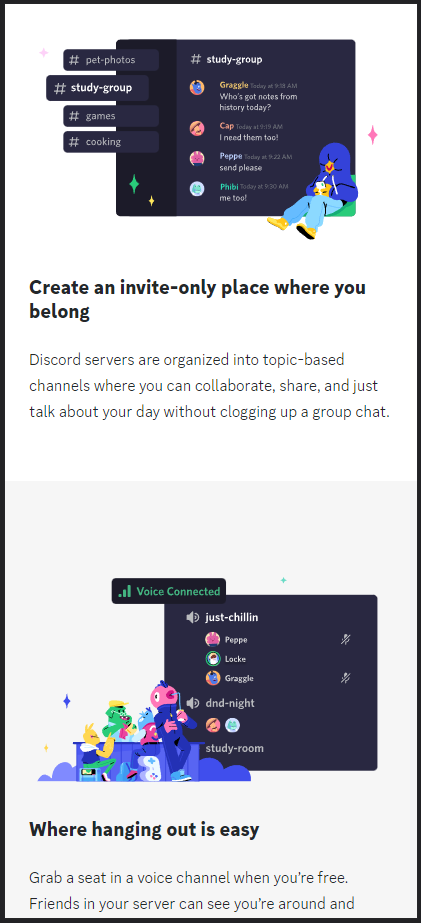 # pet-photos
# study-group
# games
# cooking
# study-group
Graggle Today at 9:18 AM
Who's got notes from
history today?
Cap Today at 9:19 AM
I need them too!
Peppe Today at 9:22 AM
send please
Phibi Today at 9:30 AM
me too!
Create an invite-only place where you
belong
Discord servers are organized into topic-based
channels where you can collaborate, share, and just
talk about your day without clogging up a group chat.
Voice Connected
just-chillin
Peppe
Locke
Graggle
dnd-night
study-room
Where hanging out is easy
Grab a seat in a voice channel when you're free.
Friends in your server can see you're around and